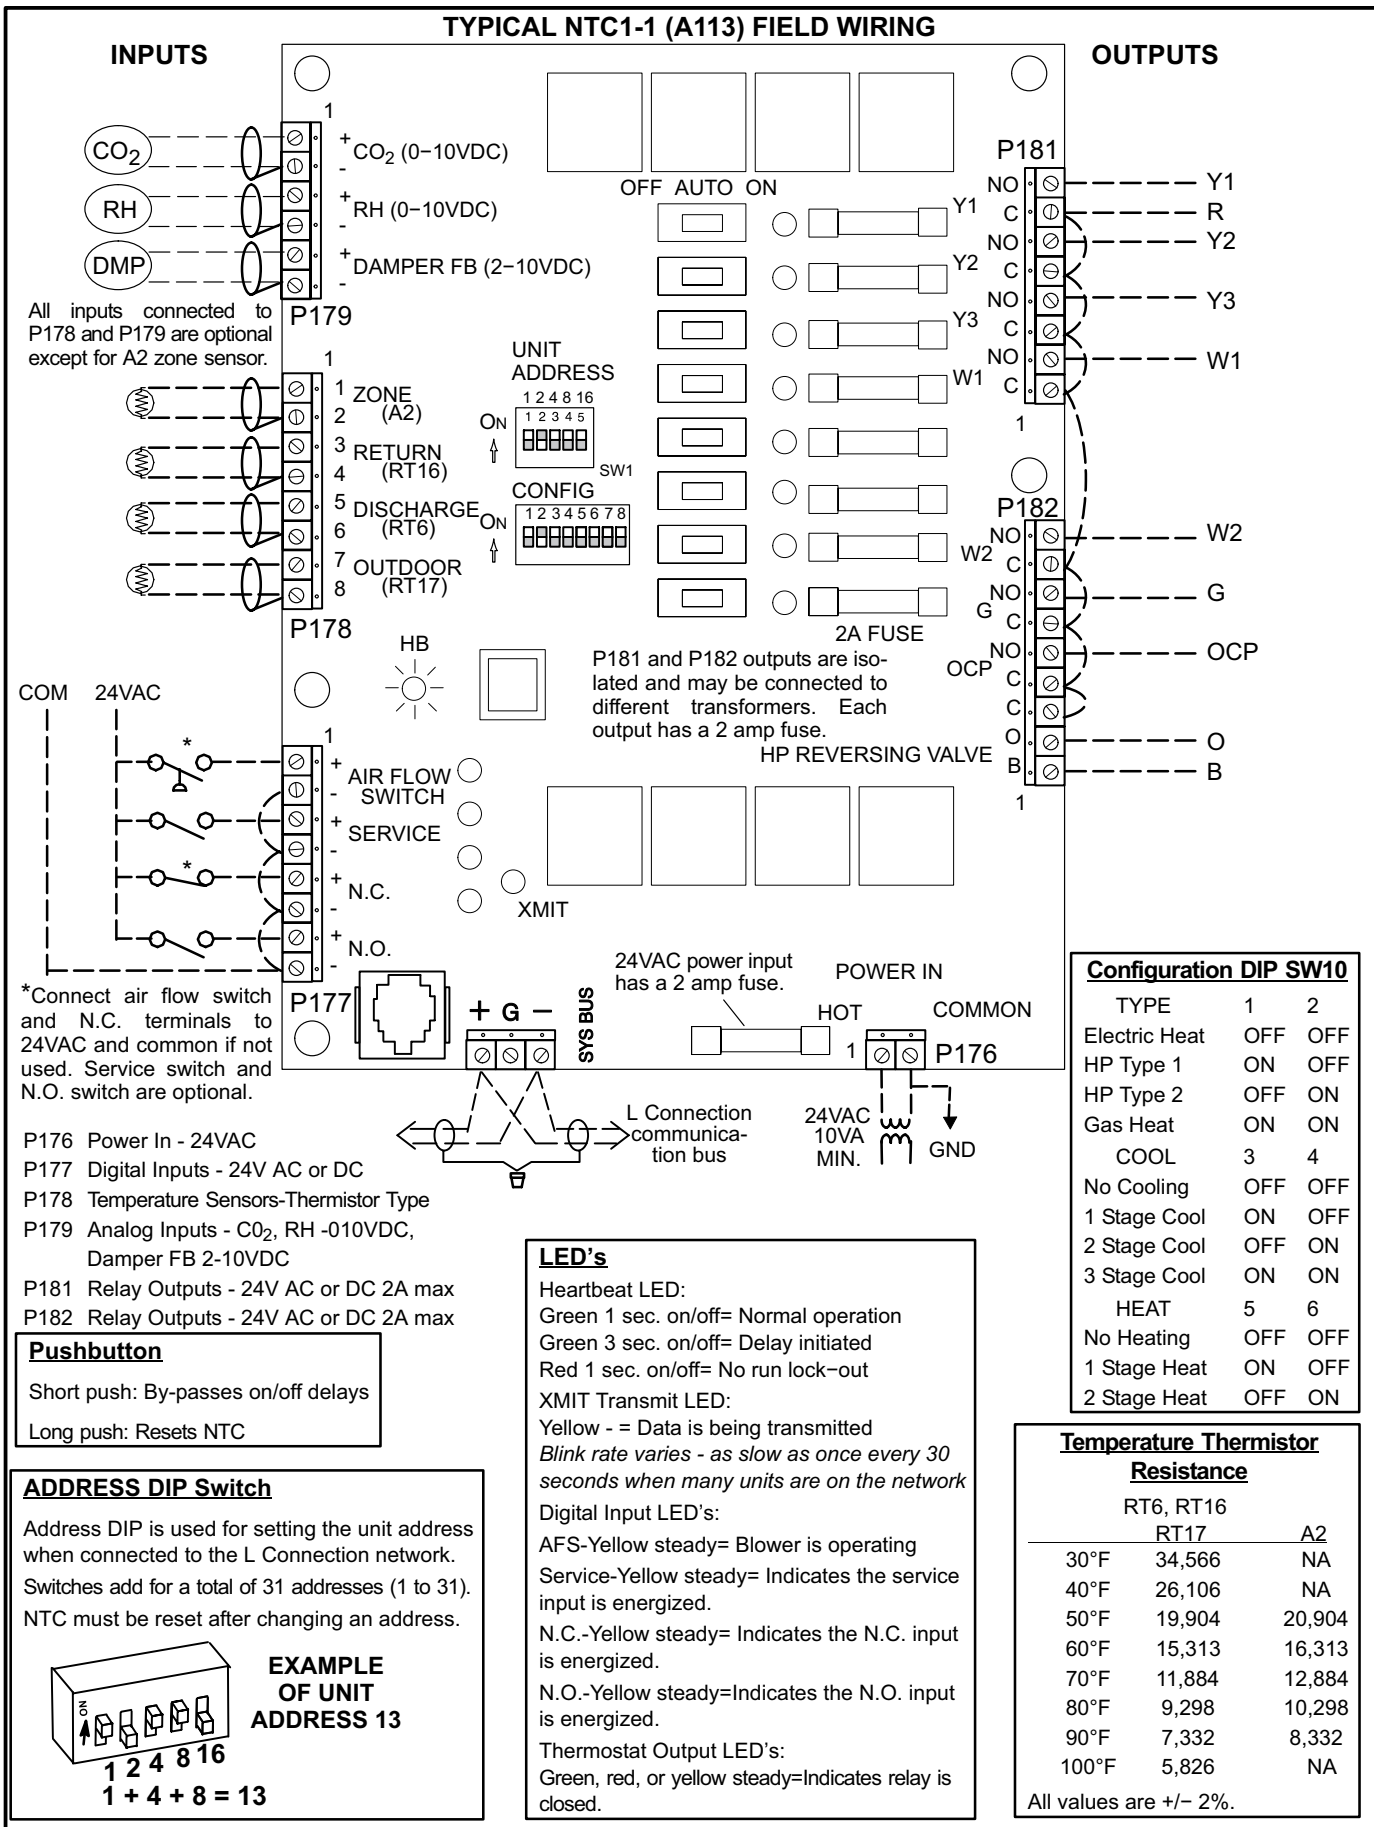 TYPICAL NTC1-1 (A113) FIELD WIRING
INPUTS
OUTPUTS
1
CO2
+
CO2 (0−10VDC)
-
RH
+
RH (0−10VDC)
-
DMP
+
DAMPER FB (2−10VDC)
-
P179
All inputs connected to
P178 and P179 are optional
except for A2 zone sensor.
1
1
ZONE
2
(A2)
3
RETURN
4
(RT16)
5
DISCHARGE
6
(RT6)
7
OUTDOOR
8
(RT17)
P178
UNIT
ADDRESS
1 2 4 8 16
ON
1 2 3 4 5
SW1
CONFIG
ON
1 2 3 4 5 6 7 8
OFF AUTO ON
Y1
Y2
Y3
W1
2A FUSE
P181
NO
Y1
C
R
NO
Y2
C
NO
Y3
C
NO
W1
C
1
P182
NO
W2
W2
C
NO
G
G
C
NO
OCP
OCP
C
C
HP REVERSING VALVE
O
O
B
B
1
HB
P181 and P182 outputs are iso-
lated and may be connected to
different transformers. Each
output has a 2 amp fuse.
COM 24VAC
1
*
+
AIR FLOW
-
SWITCH
+
SERVICE
-
*
+
N.C.
-
+
N.O.
-
XMIT
P177
*Connect air flow switch
and N.C. terminals to
24VAC and common if not
used. Service switch and
N.O. switch are optional.
+ G −
SYS BUS
24VAC power input
has a 2 amp fuse.
POWER IN
HOT
COMMON
1
P176
L Connection
communica-
tion bus
24VAC
10VA
MIN.
GND
P176 Power In - 24VAC
P177 Digital Inputs - 24V AC or DC
P178 Temperature Sensors-Thermistor Type
P179 Analog Inputs - C02, RH -010VDC,
Damper FB 2-10VDC
P181 Relay Outputs - 24V AC or DC 2A max
P182 Relay Outputs - 24V AC or DC 2A max
Pushbutton
Short push: By-passes on/off delays
Long push: Resets NTC
ADDRESS DIP Switch
Address DIP is used for setting the unit address
when connected to the L Connection network.
Switches add for a total of 31 addresses (1 to 31).
NTC must be reset after changing an address.
ON
1 2 4 8 16
1 + 4 + 8 = 13
EXAMPLE
OF UNIT
ADDRESS 13
LED's
Heartbeat LED:
Green 1 sec. on/off= Normal operation
Green 3 sec. on/off= Delay initiated
Red 1 sec. on/off= No run lock−out
XMIT Transmit LED:
Yellow - = Data is being transmitted
Blink rate varies - as slow as once every 30
seconds when many units are on the network
Digital Input LED's:
AFS-Yellow steady= Blower is operating
Service-Yellow steady= Indicates the service
input is energized.
N.C.-Yellow steady= Indicates the N.C. input
is energized.
N.O.-Yellow steady=Indicates the N.O. input
is energized.
Thermostat Output LED's:
Green, red, or yellow steady=Indicates relay is
closed.
Configuration DIP SW10
TYPE 1 2
Electric Heat OFF OFF
HP Type 1 ON OFF
HP Type 2 OFF ON
Gas Heat ON ON
COOL 3 4
No Cooling OFF OFF
1 Stage Cool ON OFF
2 Stage Cool OFF ON
3 Stage Cool ON ON
HEAT 5 6
No Heating OFF OFF
1 Stage Heat ON OFF
2 Stage Heat OFF ON
Temperature Thermistor
Resistance
RT6, RT16
RT17 A2
30°F 34,566 NA
40°F 26,106 NA
50°F 19,904 20,904
60°F 15,313 16,313
70°F 11,884 12,884
80°F 9,298 10,298
90°F 7,332 8,332
100°F 5,826 NA
All values are +/− 2%.